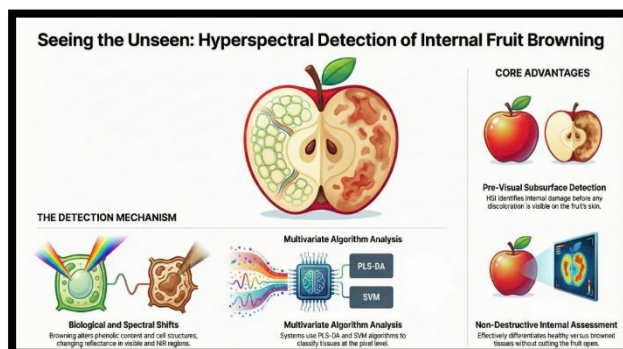 Seeing the Unseen: Hyperspectral Detection of Internal Fruit Browning
CORE ADVANTAGES
Pre-Visual Subsurface Detection
HSI identifies internal damage before any
discoloration is visible on the fruit's skin.
THE DETECTION MECHANISM
Biological and Spectral Shifts
Browning alters phenolic content and cell structures,
changing reflectance in visible and NIR regions.
Multivariate Algorithm Analysis
PLS-DA
SVM
Multivariate Algorithm Analysis
Systems use PLS-DA and SVM algorithms to
classify tissues at the pixel level.
Non-Destructive Internal Assessment
Effectively differentiates healthy versus browned
tissues without cutting the fruit open.